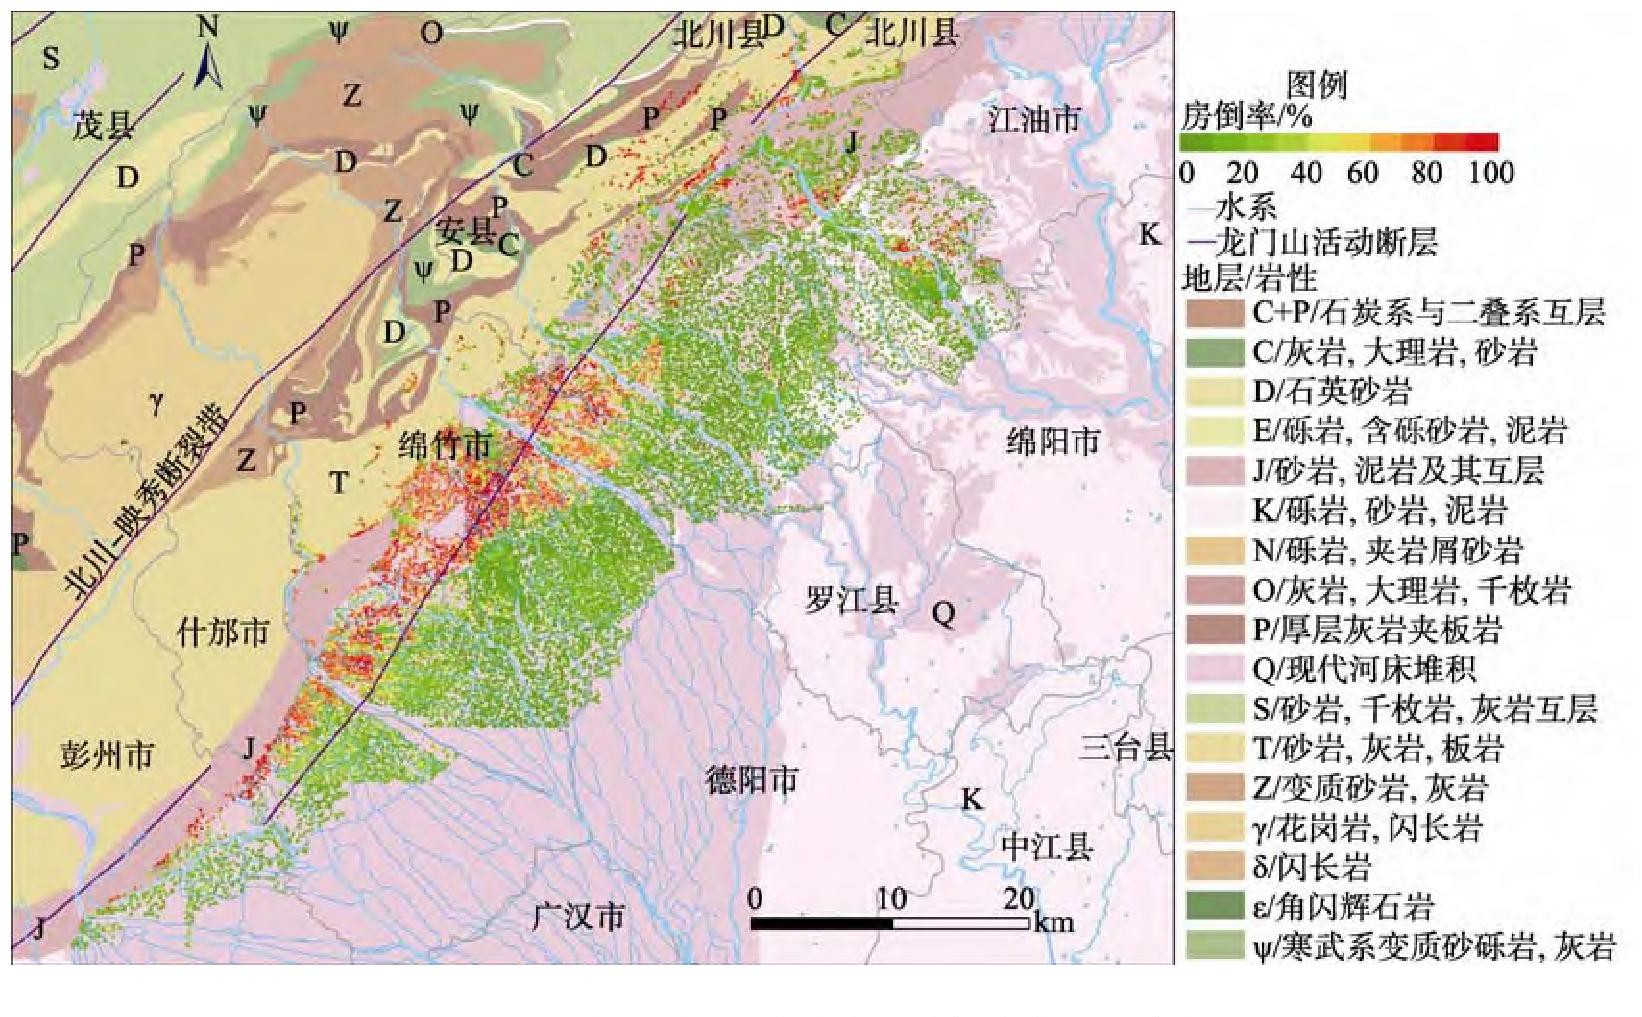 N
ψ
O
北川县
D
C
北川县
S
Z
茂县
ψ
ψ
P
P
江油市
D
D
C
D
J
Z
P
安县
C
K
P
ψ
D
P
D
γ
P
绵竹市
绵阳市
北川–映秀断裂带
Z
T
P
什邡市
罗江县
Q
彭州市
J
德阳市
三台县
K
中江县
广汉市
J
0 10 20
km
图例
房倒率/%
0 20 40 60 80 100
水系
龙门山活动断层
地层/岩性
C+P/石炭系与二叠系互层
C/灰岩, 大理岩, 砂岩
D/石英砂岩
E/砾岩, 含砾砂岩, 泥岩
J/砂岩, 泥岩及其互层
K/砾岩, 砂岩, 泥岩
N/砾岩, 夹岩屑砂岩
O/灰岩, 大理岩, 千枚岩
P/厚层灰岩夹板岩
Q/现代河床堆积
S/砂岩, 千枚岩, 灰岩互层
T/砂岩, 灰岩, 板岩
Z/变质砂岩, 灰岩
γ/花岗岩, 闪长岩
δ/闪长岩
ε/角闪辉石岩
ψ/寒武系变质砂砾岩, 灰岩